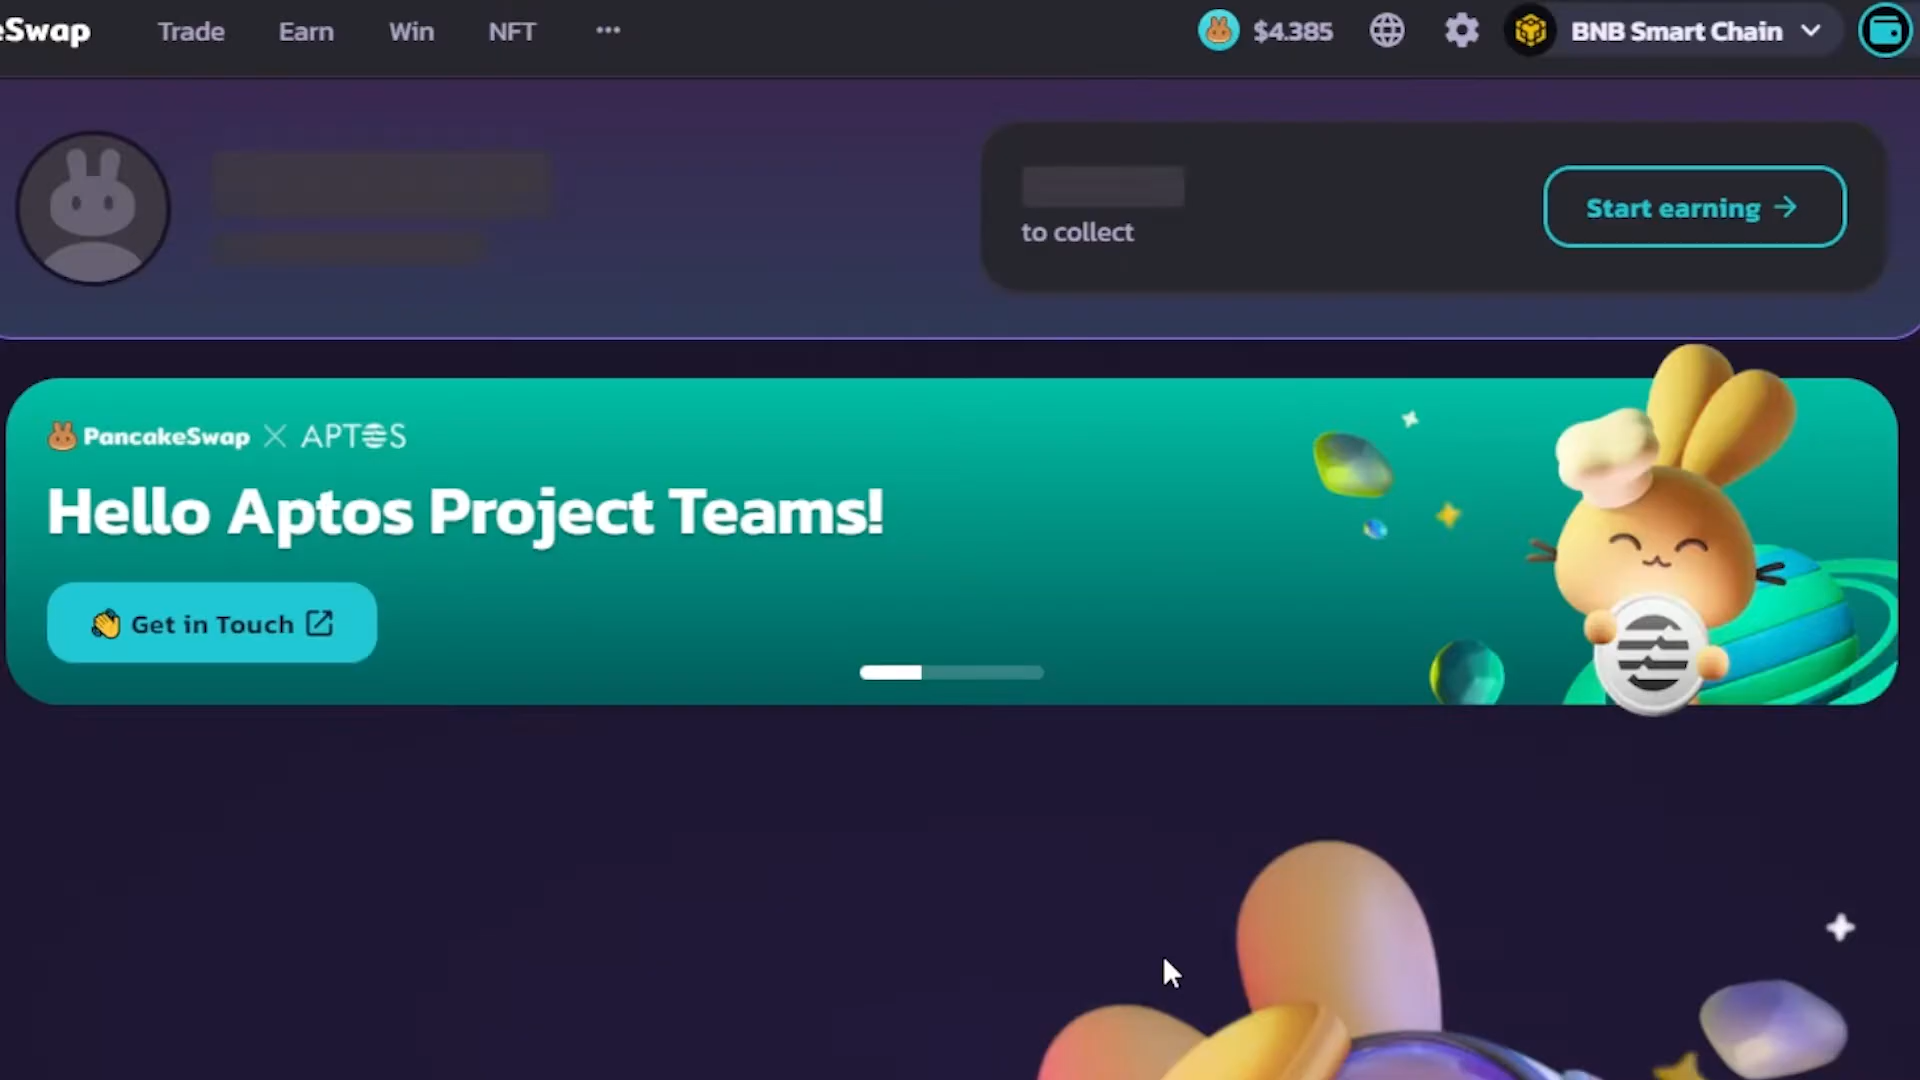 eSwap Trade Earn Win NFT ··· $4.385 BNB Smart Chain
to collect
Start earning →
PancakeSwap × APTOS
Hello Aptos Project Teams!
👋 Get in Touch